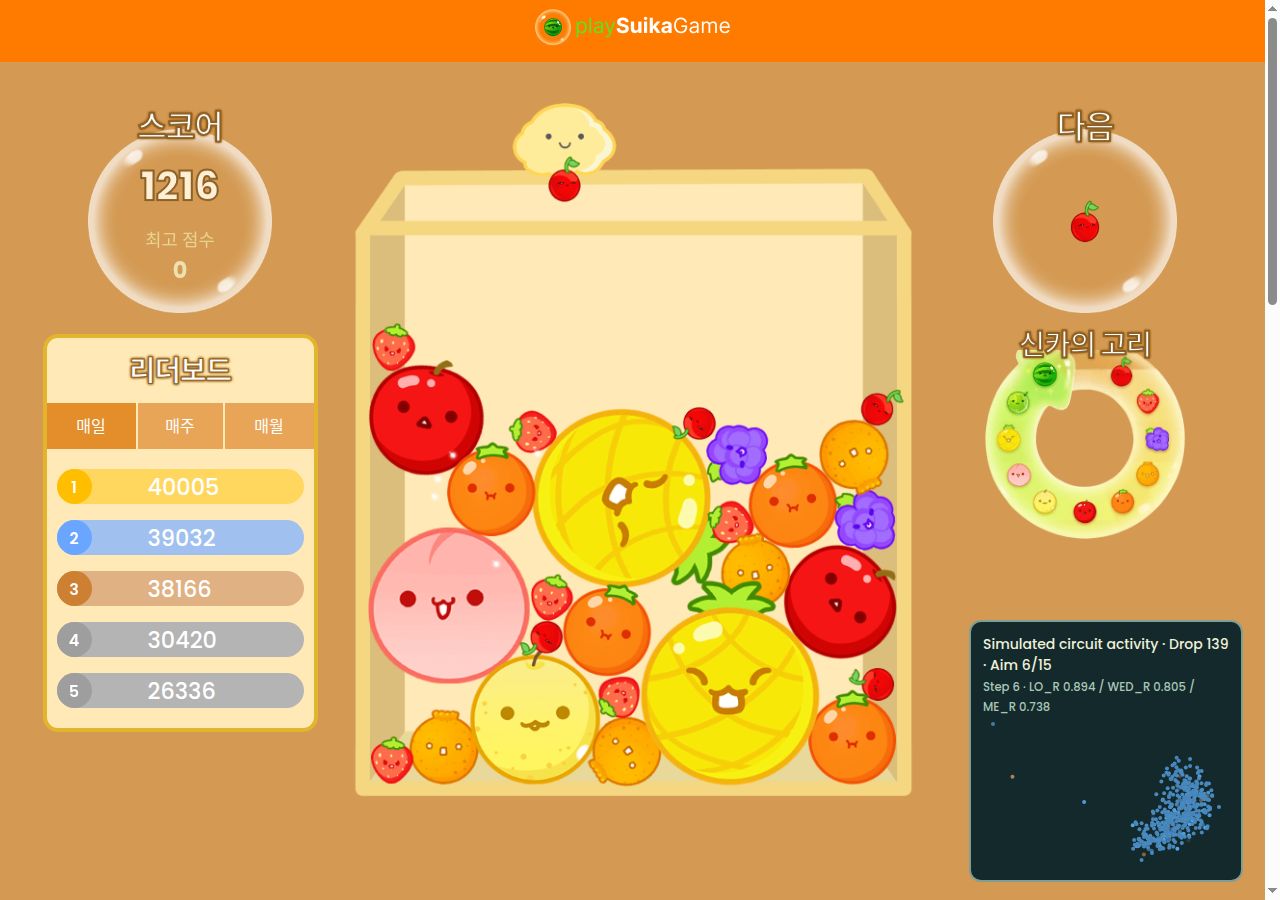 playSuikaGame
스코어
1216
최고 점수
0
리더보드
매일
매주
매월
1 40005
2 39032
3 38166
4 30420
5 26336
다음
신카의 고리
Simulated circuit activity · Drop 139
· Aim 6/15
Step 6 · LO_R 0.894 / WED_R 0.805 /
ME_R 0.738